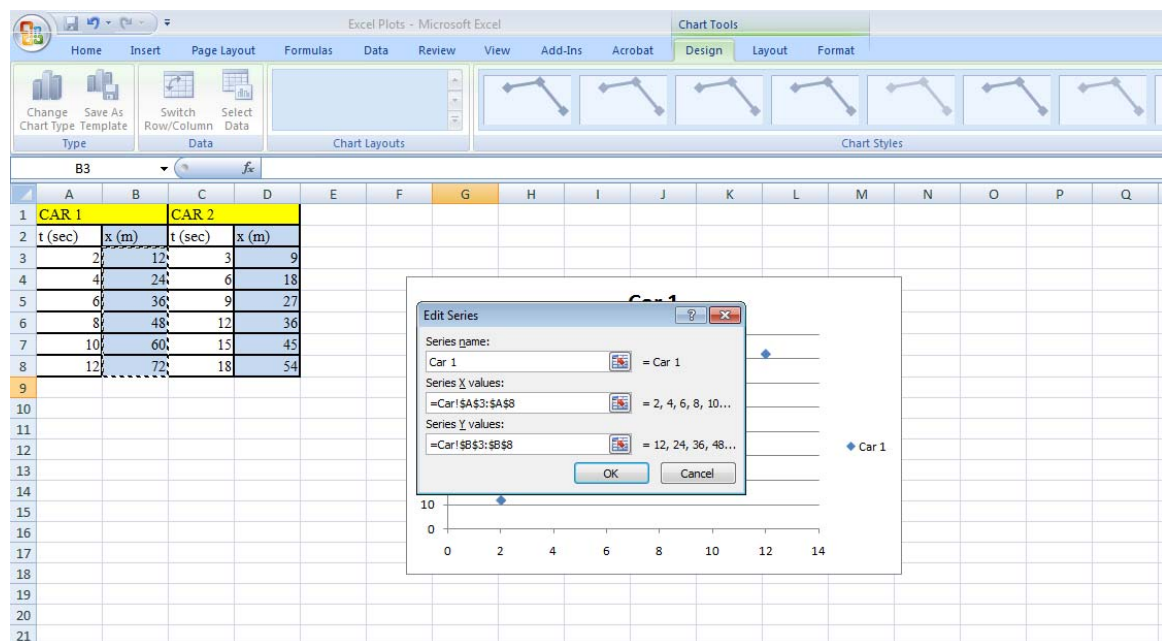 Excel Plots - Microsoft Excel
Chart Tools
Home Insert Page Layout Formulas Data Review View Add-Ins Acrobat Design Layout Format
Change Chart Type
Save As Template
Switch Row/Column
Select Data
Type Data Chart Layouts Chart Styles
B3 fx
A B C D E F G H I J K L M N O P Q
1 CAR 1 CAR 2
2 t (sec) x (m) t (sec) x (m)
3 2 12 3 9
4 4 24 6 18
5 6 36 9 27
6 8 48 12 36
7 10 60 15 45
8 12 72 18 54
9
10
11
12
13
14
15
16
17
18
19
20
21
Car 1
Edit Series ?
Series name:
Car 1 = Car 1
Series X values:
=Car!$A$3:$A$8 = 2, 4, 6, 8, 10...
Series Y values:
=Car!$B$3:$B$8 = 12, 24, 36, 48...
OK Cancel
Car 1
10
0
0 2 4 6 8 10 12 14